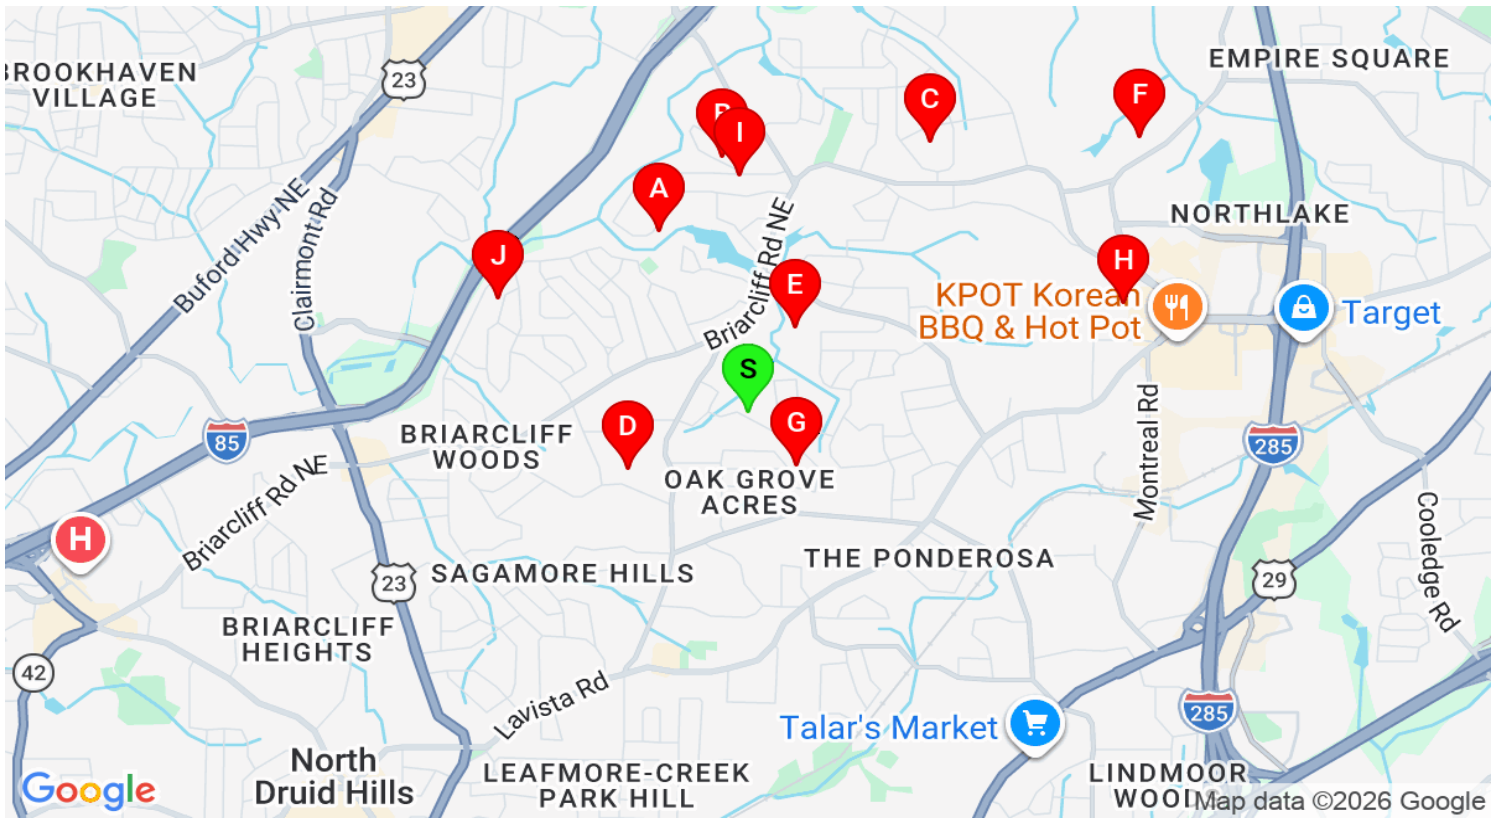 BROOKHAVEN
VILLAGE
23
EMPIRE SQUARE
C
F
B
I
A
Buford Hwy NE
Clairmont Rd
Briarcliff Rd NE
NORTHLAKE
J
E
H
KPOT Korean
BBQ & Hot Pot
Target
S
D
G
BRIARCLIFF
WOODS
85
Briarcliff Rd NE
OAK GROVE
ACRES
Montreal Rd
285
Cooledge Rd
H
SAGAMORE HILLS
THE PONDEROSA
23
29
BRIARCLIFF
HEIGHTS
42
Lavista Rd
Talar's Market
285
North
Druid Hills
LEAFMORE-CREEK
PARK HILL
LINDMOOR
WOODS
Google
Map data ©2026 Google